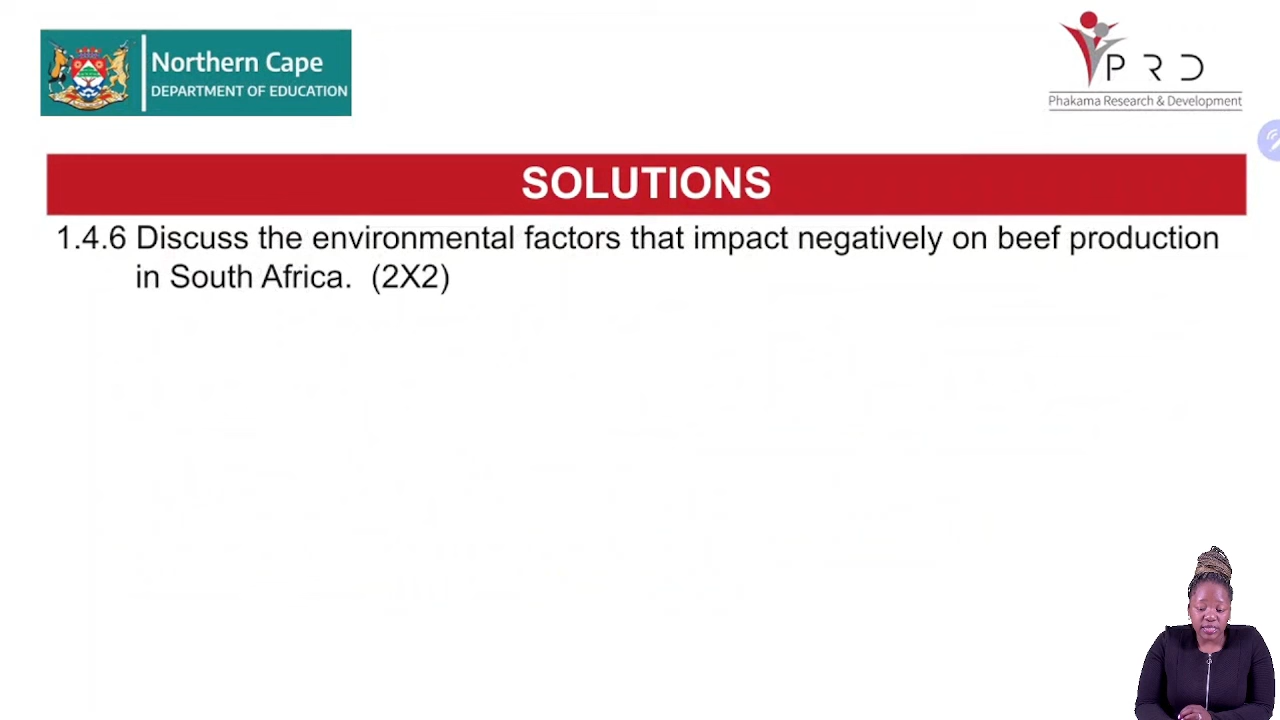 Northern Cape
DEPARTMENT OF EDUCATION
P R D
Phakama Research & Development
SOLUTIONS
1.4.6 Discuss the environmental factors that impact negatively on beef production
in South Africa. (2X2)